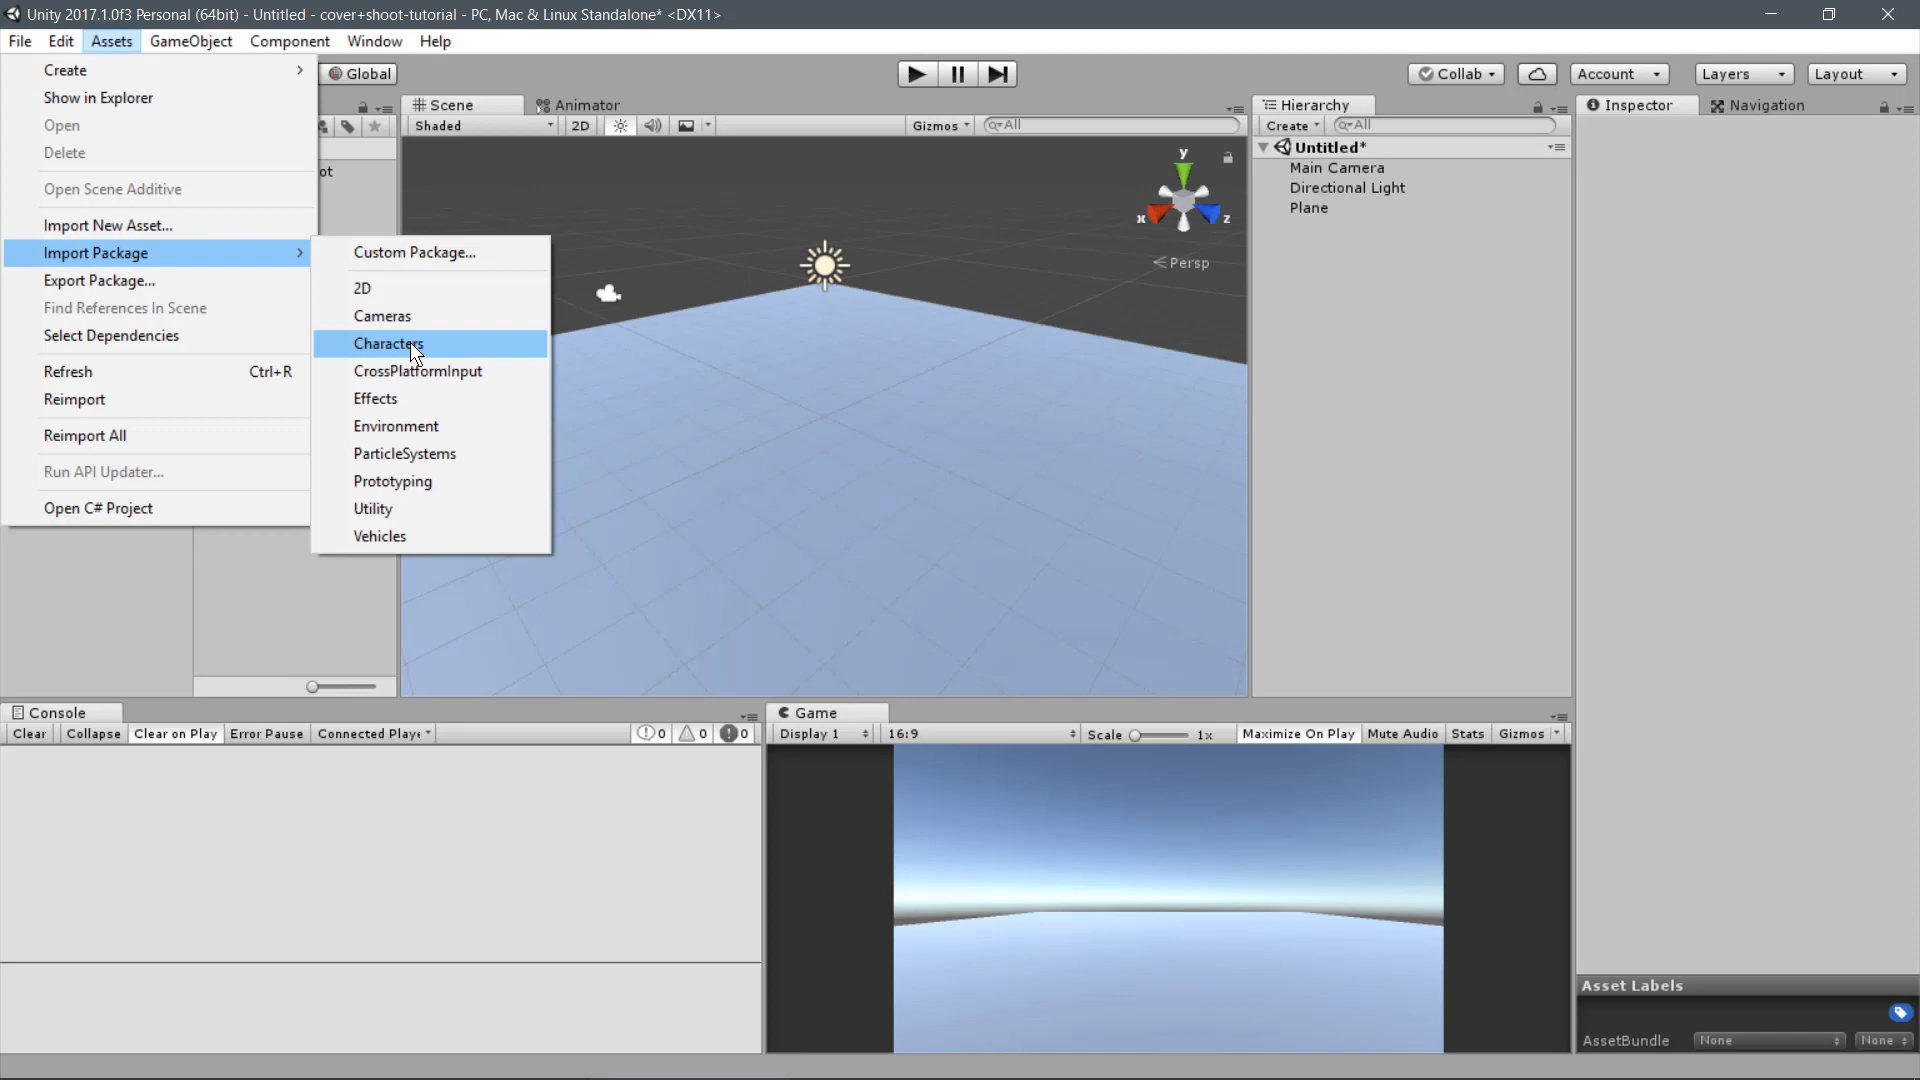 Unity 2017.1.0f3 Personal (64bit) - Untitled - cover+shoot-tutorial - PC, Mac & Linux Standalone* <DX11>
File Edit Assets GameObject Component Window Help
Create
Show in Explorer
Open
Delete
Open Scene Additive
Import New Asset...
Import Package
Export Package...
Find References In Scene
Select Dependencies
Refresh Ctrl+R
Reimport
Reimport All
Run API Updater...
Open C# Project
Custom Package...
2D
Cameras
Characters
CrossPlatformInput
Effects
Environment
ParticleSystems
Prototyping
Utility
Vehicles
Global
Collab
Account
Layers
Layout
ot
Scene Animator
Shaded 2D Gizmos All
y
x z
Persp
Hierarchy
Create All
Untitled*
Main Camera
Directional Light
Plane
Inspector Navigation
Console
Clear Collapse Clear on Play Error Pause Connected Playe 0 0 0
Game
Display 1 16:9 Scale 1x Maximize On Play Mute Audio Stats Gizmos
Asset Labels
AssetBundle None None